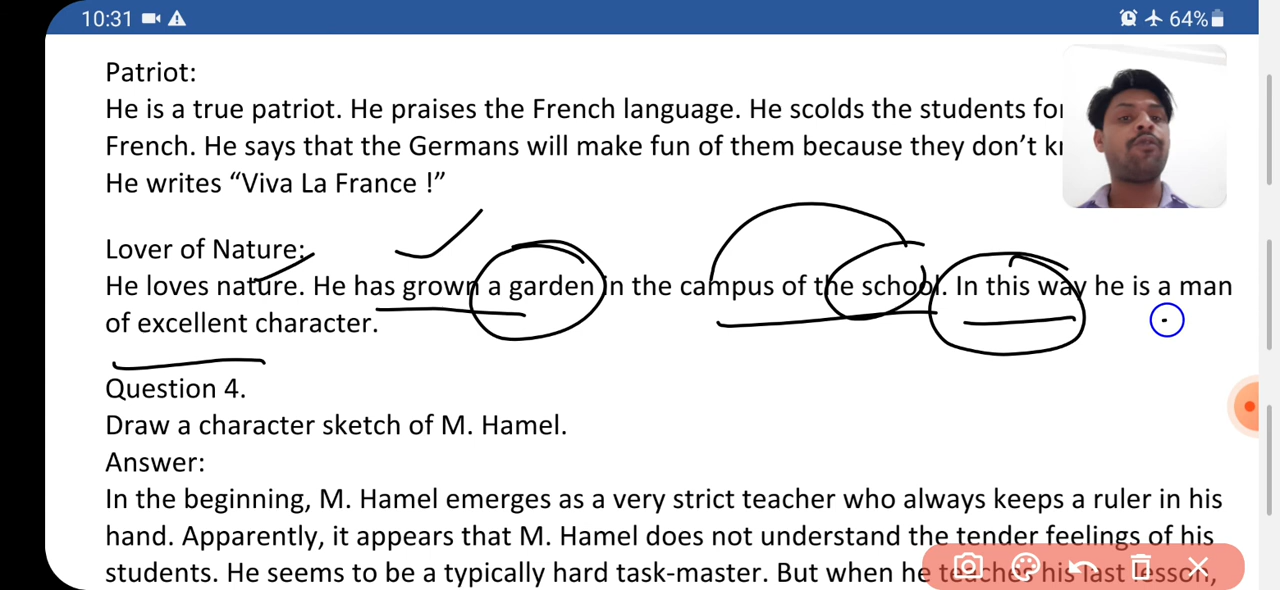 10:31 64%
Patriot:
He is a true patriot. He praises the French language. He scolds the students
French. He says that the Germans will make fun of them because they don't
He writes “Viva La France !”
Lover of Nature:
He loves nature. He has grown a garden in the campus of the school. In this way he is a man
of excellent character.
Question 4.
Draw a character sketch of M. Hamel.
Answer:
In the beginning, M. Hamel emerges as a very strict teacher who always keeps a ruler in his
hand. Apparently, it appears that M. Hamel does not understand the tender feelings of his
students. He seems to be a typically hard task-master. But when he teaches his last lesson,